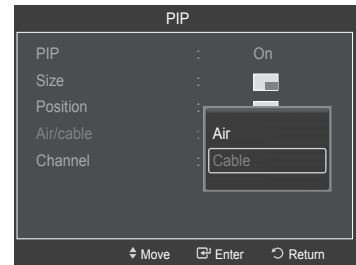 PIP
PIP : On
Size :
Position :
Air/cable : Air
Channel : Cable
Move Enter Return